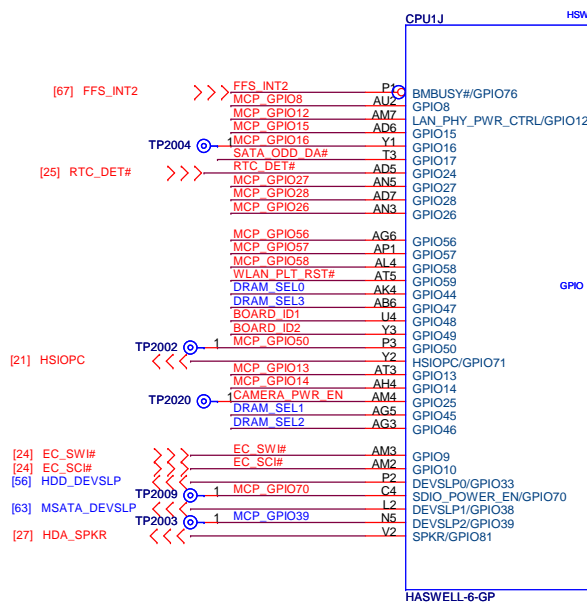 CPU1J
HSW
[67] FFS_INT2 FFS_INT2 P1 BMBUSY#/GPIO76
MCP_GPIO8 AU2 GPIO8
MCP_GPIO12 AM7 LAN_PHY_PWR_CTRL/GPIO12
MCP_GPIO15 AD6 GPIO15
TP2004 1 MCP_GPIO16 Y1 GPIO16
SATA_ODD_DA# T3 GPIO17
[25] RTC_DET# RTC_DET# AD5 GPIO24
MCP_GPIO27 AN5 GPIO27
MCP_GPIO28 AD7 GPIO28
MCP_GPIO26 AN3 GPIO26
MCP_GPIO56 AG6 GPIO56
MCP_GPIO57 AP1 GPIO57
MCP_GPIO58 AL4 GPIO58
WLAN_PLT_RST# AT5 GPIO59
DRAM_SEL0 AK4 GPIO44
GPIO
DRAM_SEL3 AB6 GPIO47
BOARD_ID1 U4 GPIO48
BOARD_ID2 Y3 GPIO49
TP2002 1 MCP_GPIO50 P3 GPIO50
[21] HSIOPC Y2 HSIOPC/GPIO71
MCP_GPIO13 AT3 GPIO13
MCP_GPIO14 AH4 GPIO14
TP2020 1 CAMERA_PWR_EN AM4 GPIO25
DRAM_SEL1 AG5 GPIO45
DRAM_SEL2 AG3 GPIO46
[24] EC_SWI# EC_SWI# AM3 GPIO9
[24] EC_SCI# EC_SCI# AM2 GPIO10
[56] HDD_DEVSLP P2 DEVSLP0/GPIO33
TP2009 1 MCP_GPIO70 C4 SDIO_POWER_EN/GPIO70
[63] MSATA_DEVSLP L2 DEVSLP1/GPIO38
TP2003 1 MCP_GPIO39 N5 DEVSLP2/GPIO39
[27] HDA_SPKR V2 SPKR/GPIO81
HASWELL-6-GP